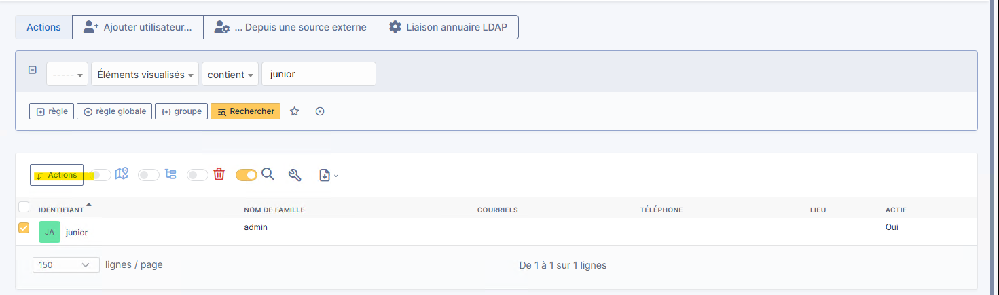 Actions Ajouter utilisateur... ... Depuis une source externe Liaison annuaire LDAP
----- Éléments visualisés contient junior
règle règle globale groupe Rechercher
Actions
IDENTIFIANT NOM DE FAMILLE COURRIELS TÉLÉPHONE LIEU ACTIF
JA junior admin Oui
150 lignes / page De 1 à 1 sur 1 lignes